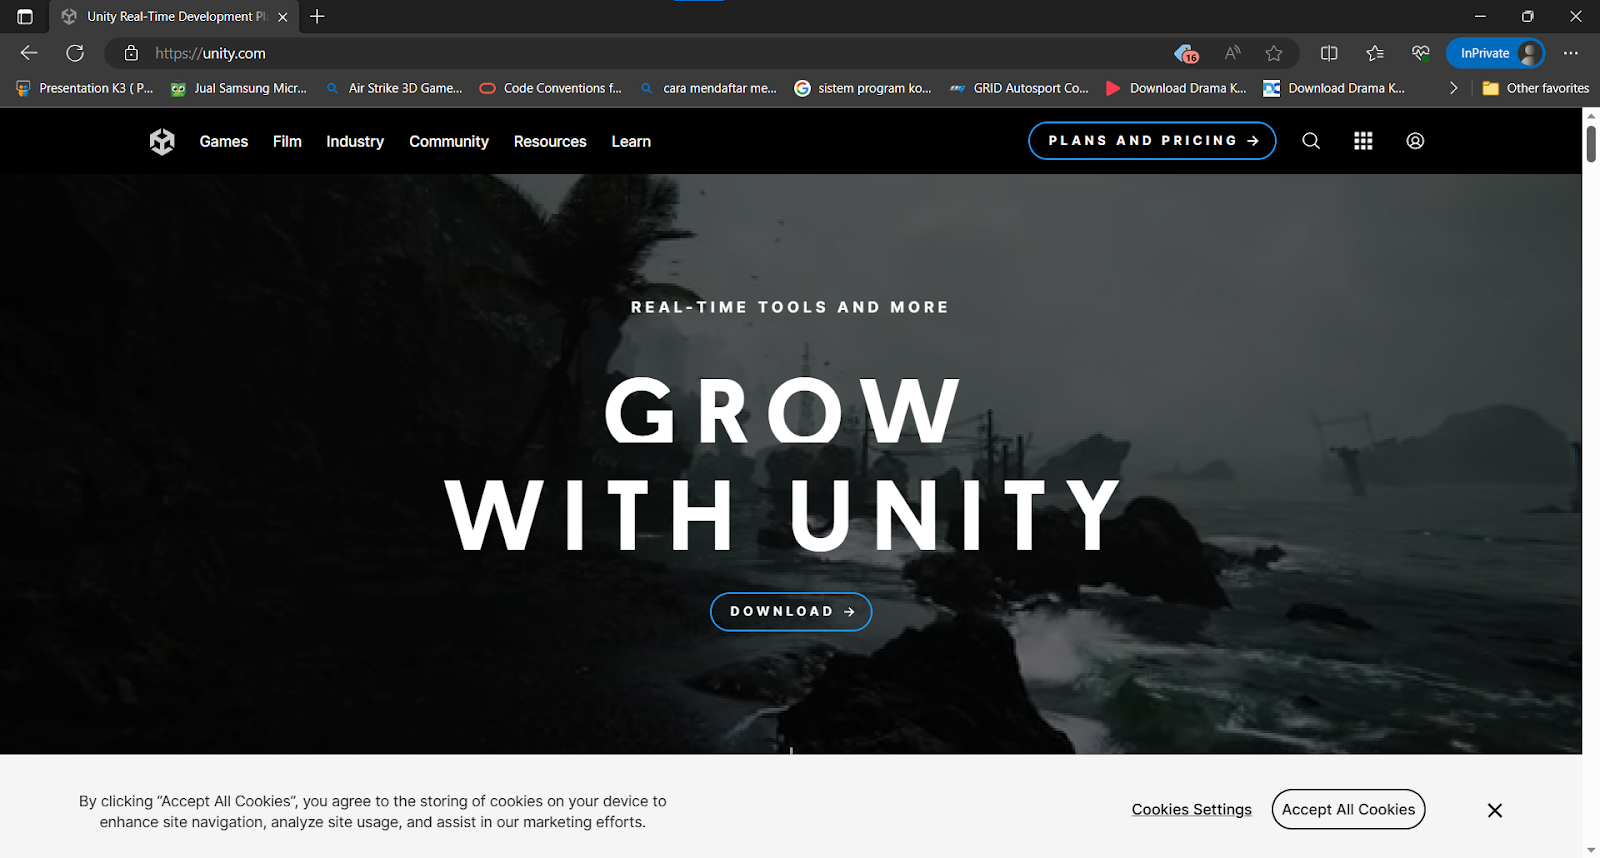 Unity Real-Time Development Pl
https://unity.com
16
A
InPrivate
Presentation K3 ( P...
Jual Samsung Micr...
Air Strike 3D Game...
Code Conventions f...
cara mendaftar me...
sistem program ko...
GRID Autosport Co...
Download Drama K...
Download Drama K...
Other favorites
Games
Film
Industry
Community
Resources
Learn
PLANS AND PRICING →
REAL-TIME TOOLS AND MORE
GROW
WITH UNITY
DOWNLOAD →
By clicking “Accept All Cookies”, you agree to the storing of cookies on your device to
enhance site navigation, analyze site usage, and assist in our marketing efforts.
Cookies Settings
Accept All Cookies